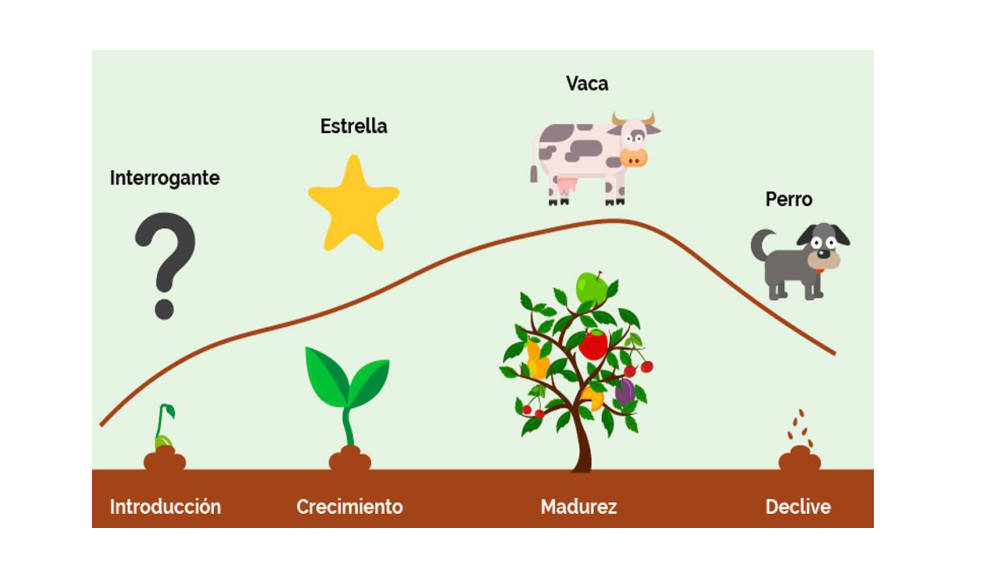 Vaca
Estrella
Interrogante
Perro
Introducción
Crecimiento
Madurez
Declive